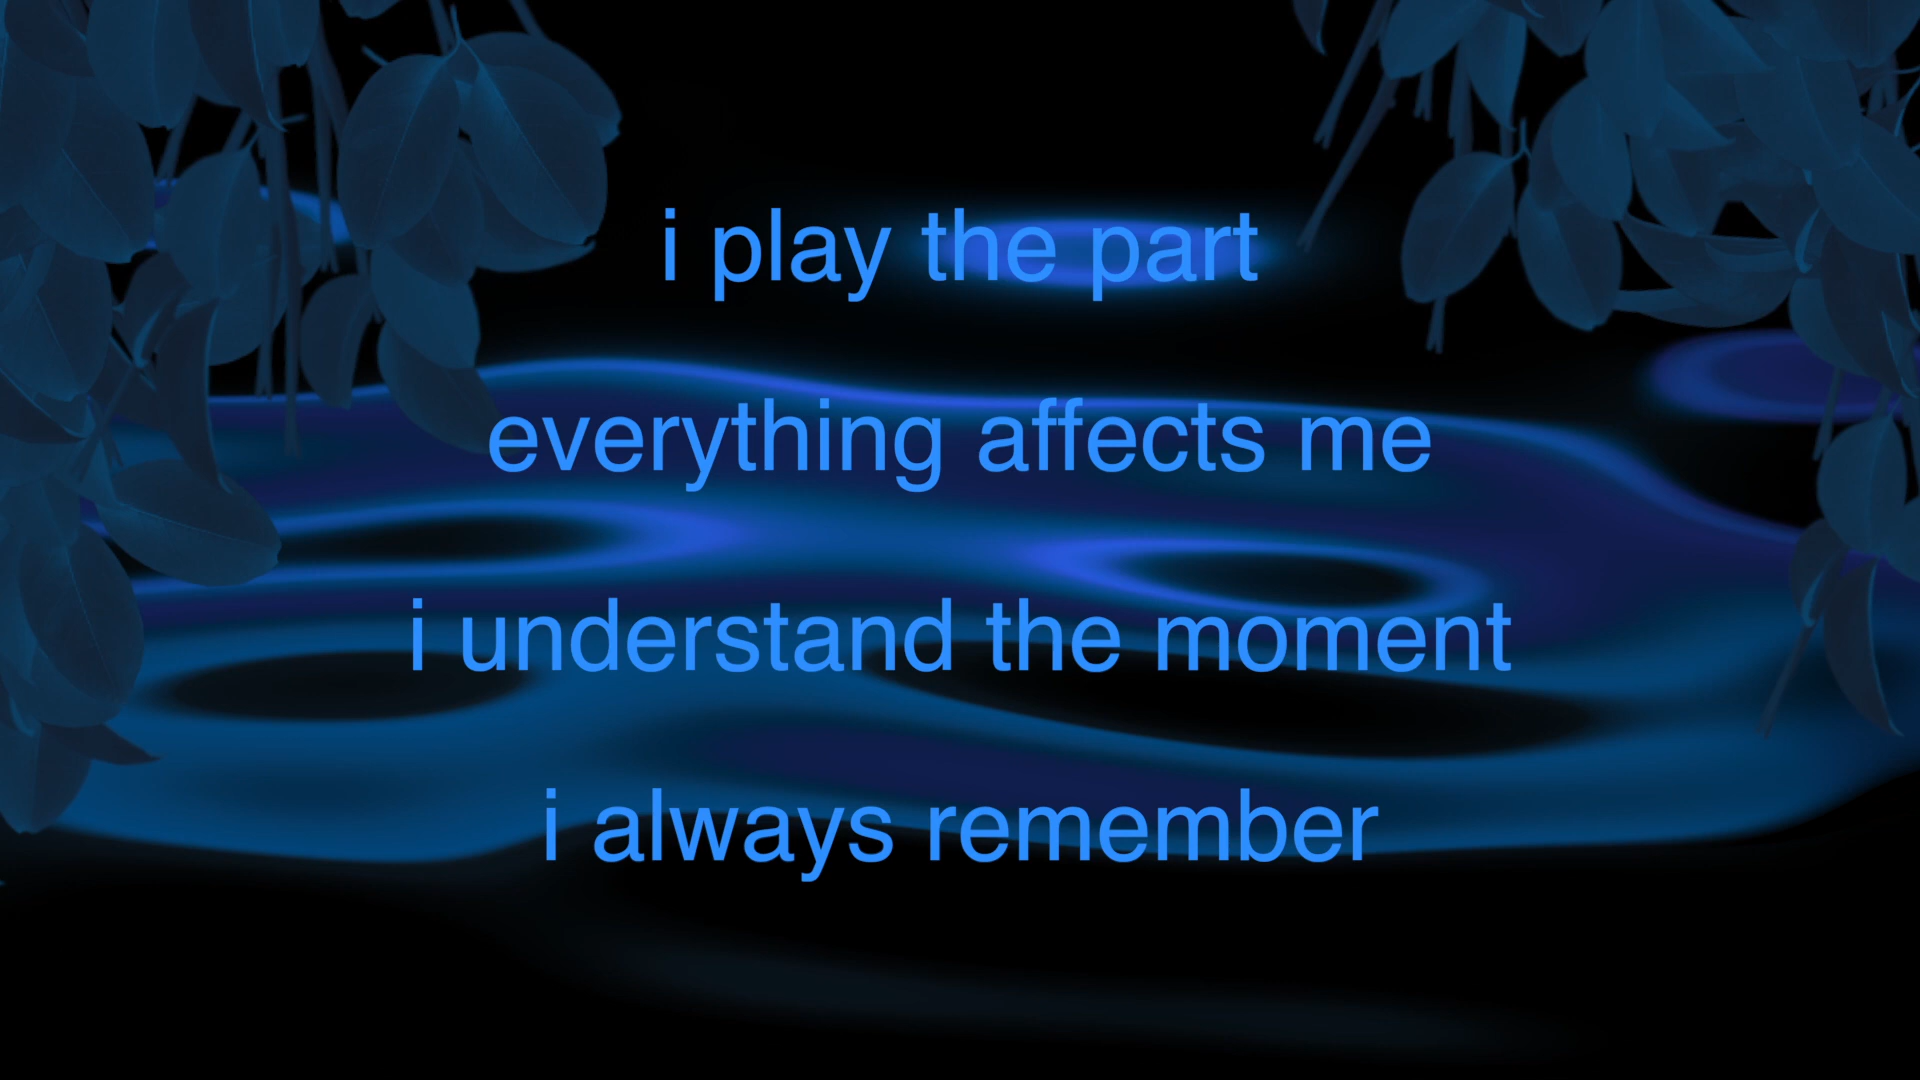 i play the part
everything affects me
i understand the moment
i always remember